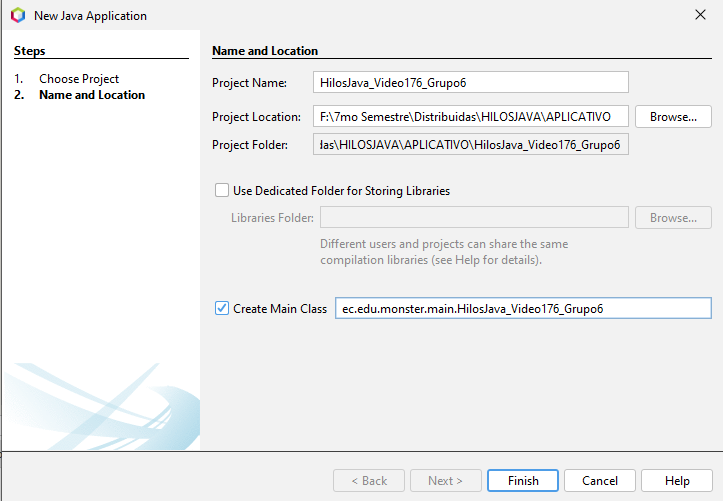 New Java Application
Steps
1. Choose Project
2. Name and Location
Name and Location
Project Name: HilosJava_Video176_Grupo6
Project Location: F:\7mo Semestre\Distribuidas\HILOSJAVA\APLICATIVO Browse...
Project Folder: das\HILOSJAVA\APLICATIVO\HilosJava_Video176_Grupo6
Use Dedicated Folder for Storing Libraries
Libraries Folder: Browse...
Different users and projects can share the same
compilation libraries (see Help for details).
Create Main Class ec.edu.monster.main.HilosJava_Video176_Grupo6
< Back Next > Finish Cancel Help